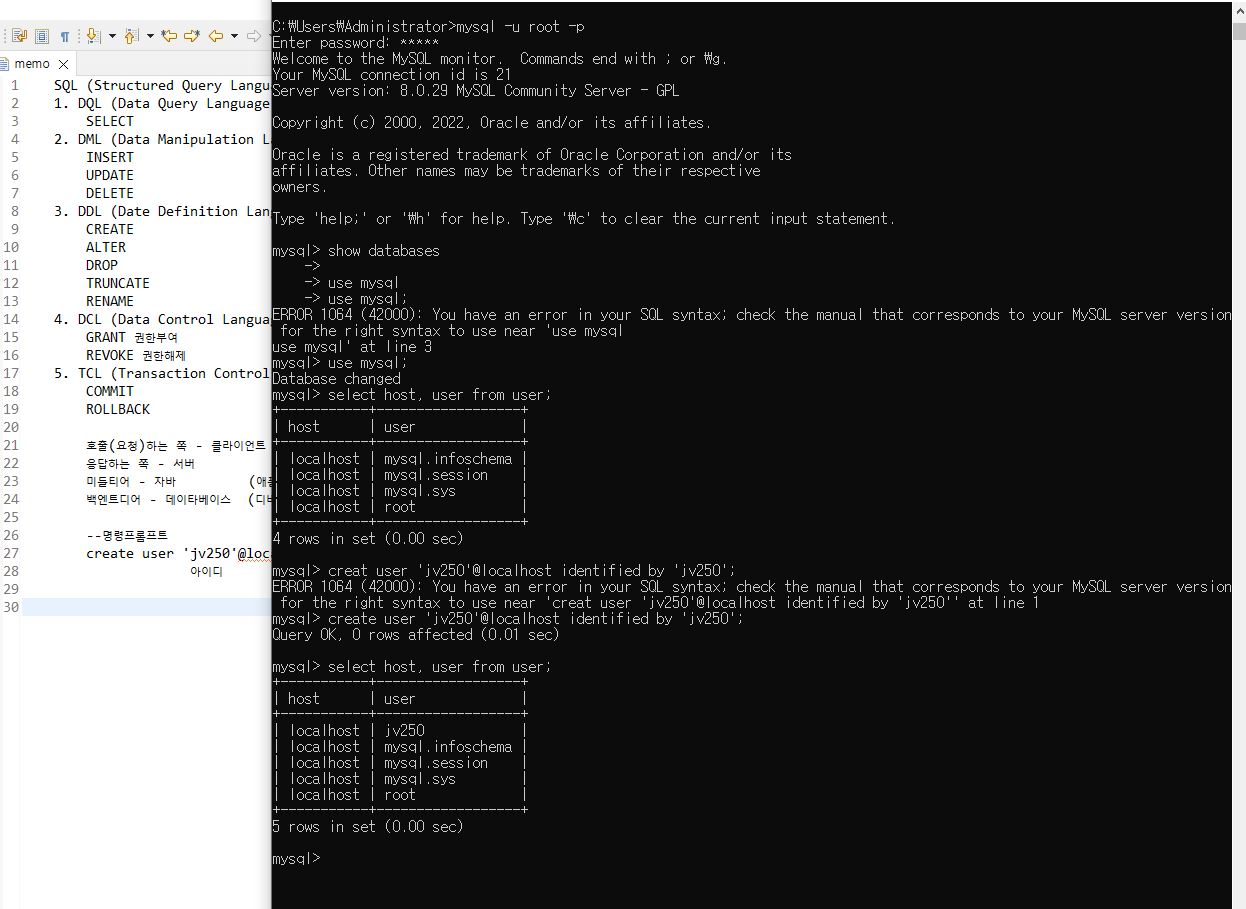 memo
1 SQL (Structured Query Langu
2 1. DQL (Data Query Language
3 SELECT
4 2. DML (Data Manipulation L
5 INSERT
6 UPDATE
7 DELETE
8 3. DDL (Date Definition Lan
9 CREATE
10 ALTER
11 DROP
12 TRUNCATE
13 RENAME
14 4. DCL (Data Control Langua
15 GRANT 권한부여
16 REVOKE 권한해제
17 5. TCL (Transaction Control
18 COMMIT
19 ROLLBACK
20
21 호출(요청)하는 쪽 - 클라이언트
22 응답하는 쪽 - 서버
23 미들티어 - 자바 (애플
24 백엔트디어 - 데이타베이스 (디비
25
26 --명령프롬프트
27 create user 'jv250'@loca
28 아이디
29
30
C:₩Users₩Administrator>mysql -u root -p
Enter password: *****
Welcome to the MySQL monitor.  Commands end with ; or ₩g.
Your MySQL connection id is 21
Server version: 8.0.29 MySQL Community Server - GPL
Copyright (c) 2000, 2022, Oracle and/or its affiliates.
Oracle is a registered trademark of Oracle Corporation and/or its
affiliates. Other names may be trademarks of their respective
owners.
Type 'help;' or '₩h' for help. Type '₩c' to clear the current input statement.
mysql> show databases
    ->
    -> use mysql
    -> use mysql;
ERROR 1064 (42000): You have an error in your SQL syntax; check the manual that corresponds to your MySQL server version
 for the right syntax to use near 'use mysql
use mysql' at line 3
mysql> use mysql;
Database changed
mysql> select host, user from user;
+-----------+------------------+
| host      | user             |
+-----------+------------------+
| localhost | mysql.infoschema |
| localhost | mysql.session    |
| localhost | mysql.sys        |
| localhost | root             |
+-----------+------------------+
4 rows in set (0.00 sec)
mysql> creat user 'jv250'@localhost identified by 'jv250';
ERROR 1064 (42000): You have an error in your SQL syntax; check the manual that corresponds to your MySQL server version
 for the right syntax to use near 'creat user 'jv250'@localhost identified by 'jv250'' at line 1
mysql> create user 'jv250'@localhost identified by 'jv250';
Query OK, 0 rows affected (0.01 sec)
mysql> select host, user from user;
+-----------+------------------+
| host      | user             |
+-----------+------------------+
| localhost | jv250            |
| localhost | mysql.infoschema |
| localhost | mysql.session    |
| localhost | mysql.sys        |
| localhost | root             |
+-----------+------------------+
5 rows in set (0.00 sec)
mysql>